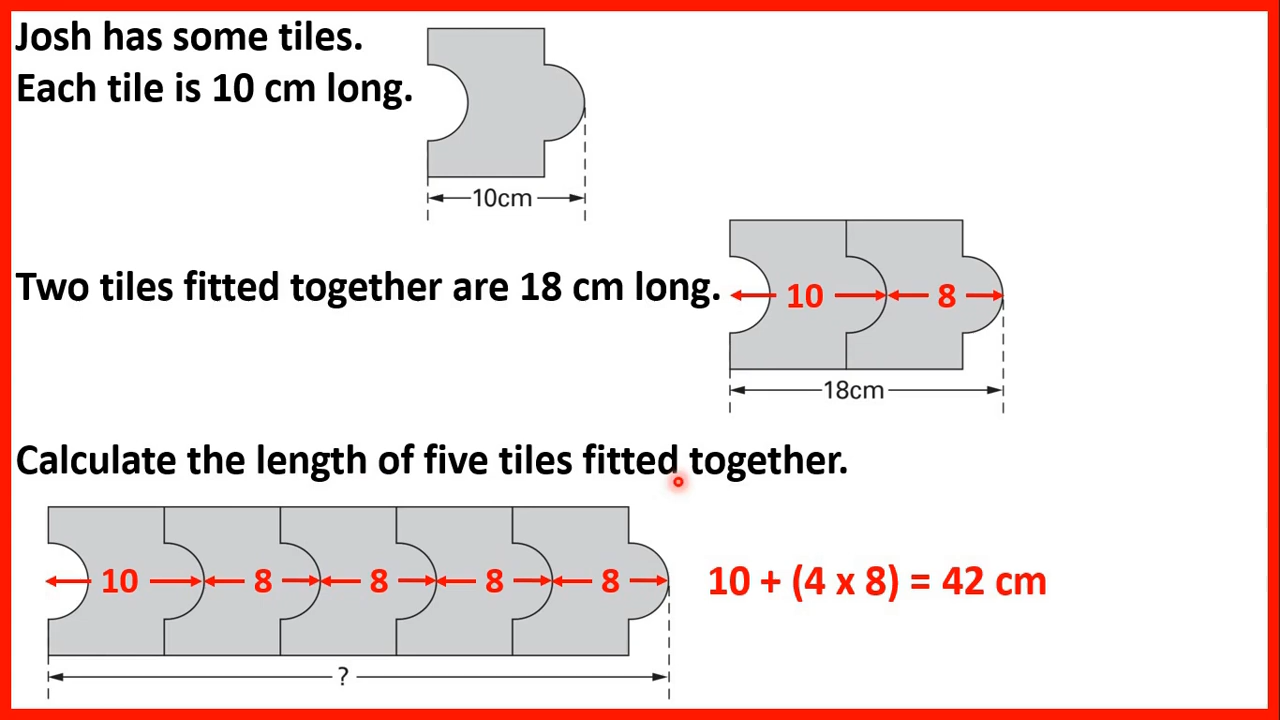 Josh has some tiles.
Each tile is 10 cm long.
10cm
Two tiles fitted together are 18 cm long.
10 8
18cm
Calculate the length of five tiles fitted together.
10 8 8 8 8
10 + (4 x 8) = 42 cm
?